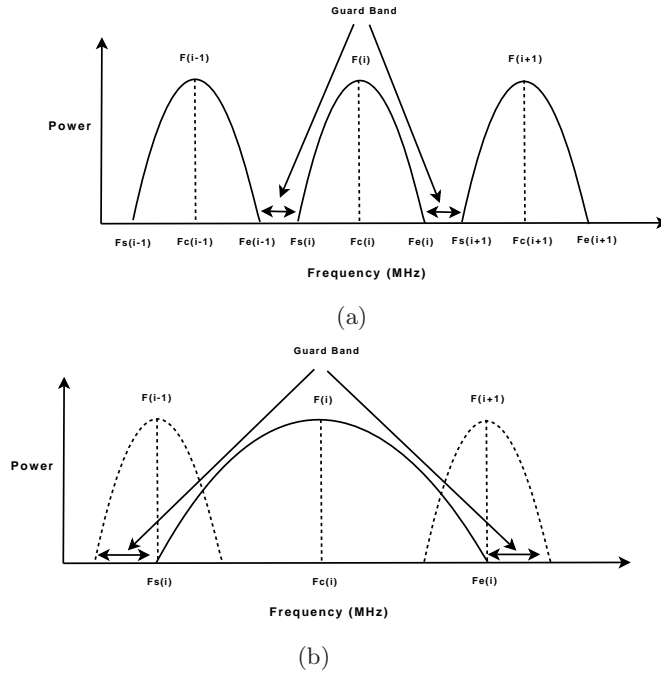 Guard Band
F(i-1)
F(i)
F(i+1)
Power
Fs(i-1) Fc(i-1) Fe(i-1) Fs(i) Fc(i) Fe(i) Fs(i+1) Fc(i+1) Fe(i+1)
Frequency (MHz)
(a)
Guard Band
F(i-1)
F(i)
F(i+1)
Power
Fs(i) Fc(i) Fe(i)
Frequency (MHz)
(b)